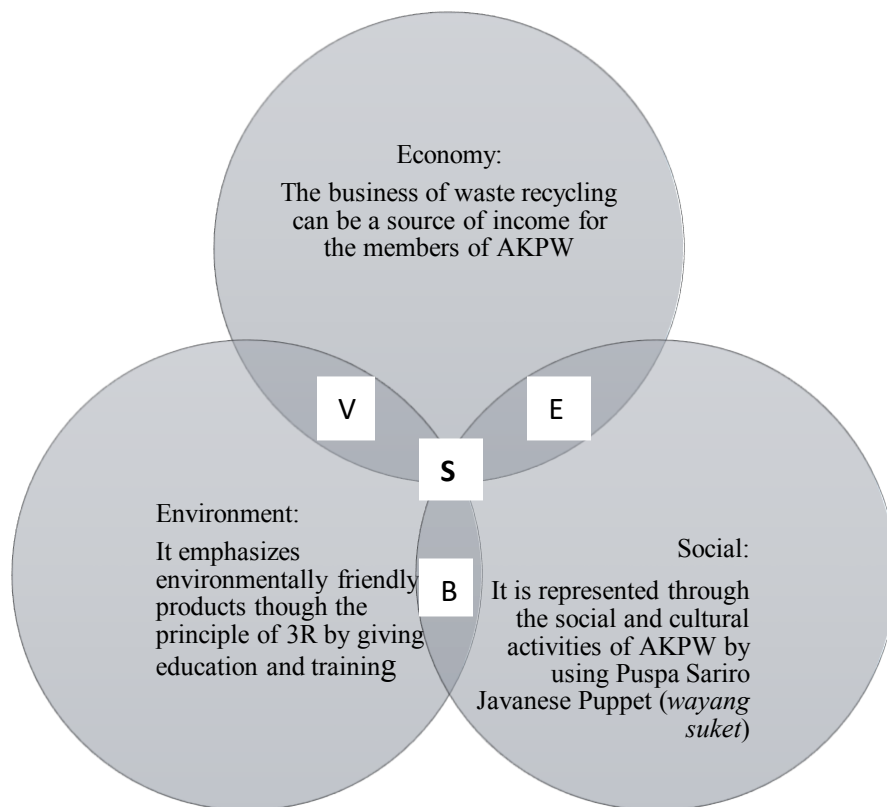 Economy:
The business of waste recycling
can be a source of income for
the members of AKPW
V
E
S
Environment:
It emphasizes
environmentally friendly
products though the
principle of 3R by giving
education and training
B
Social:
It is represented through
the social and cultural
activities of AKPW by
using Puspa Sariro
Javanese Puppet (wayang
suket)